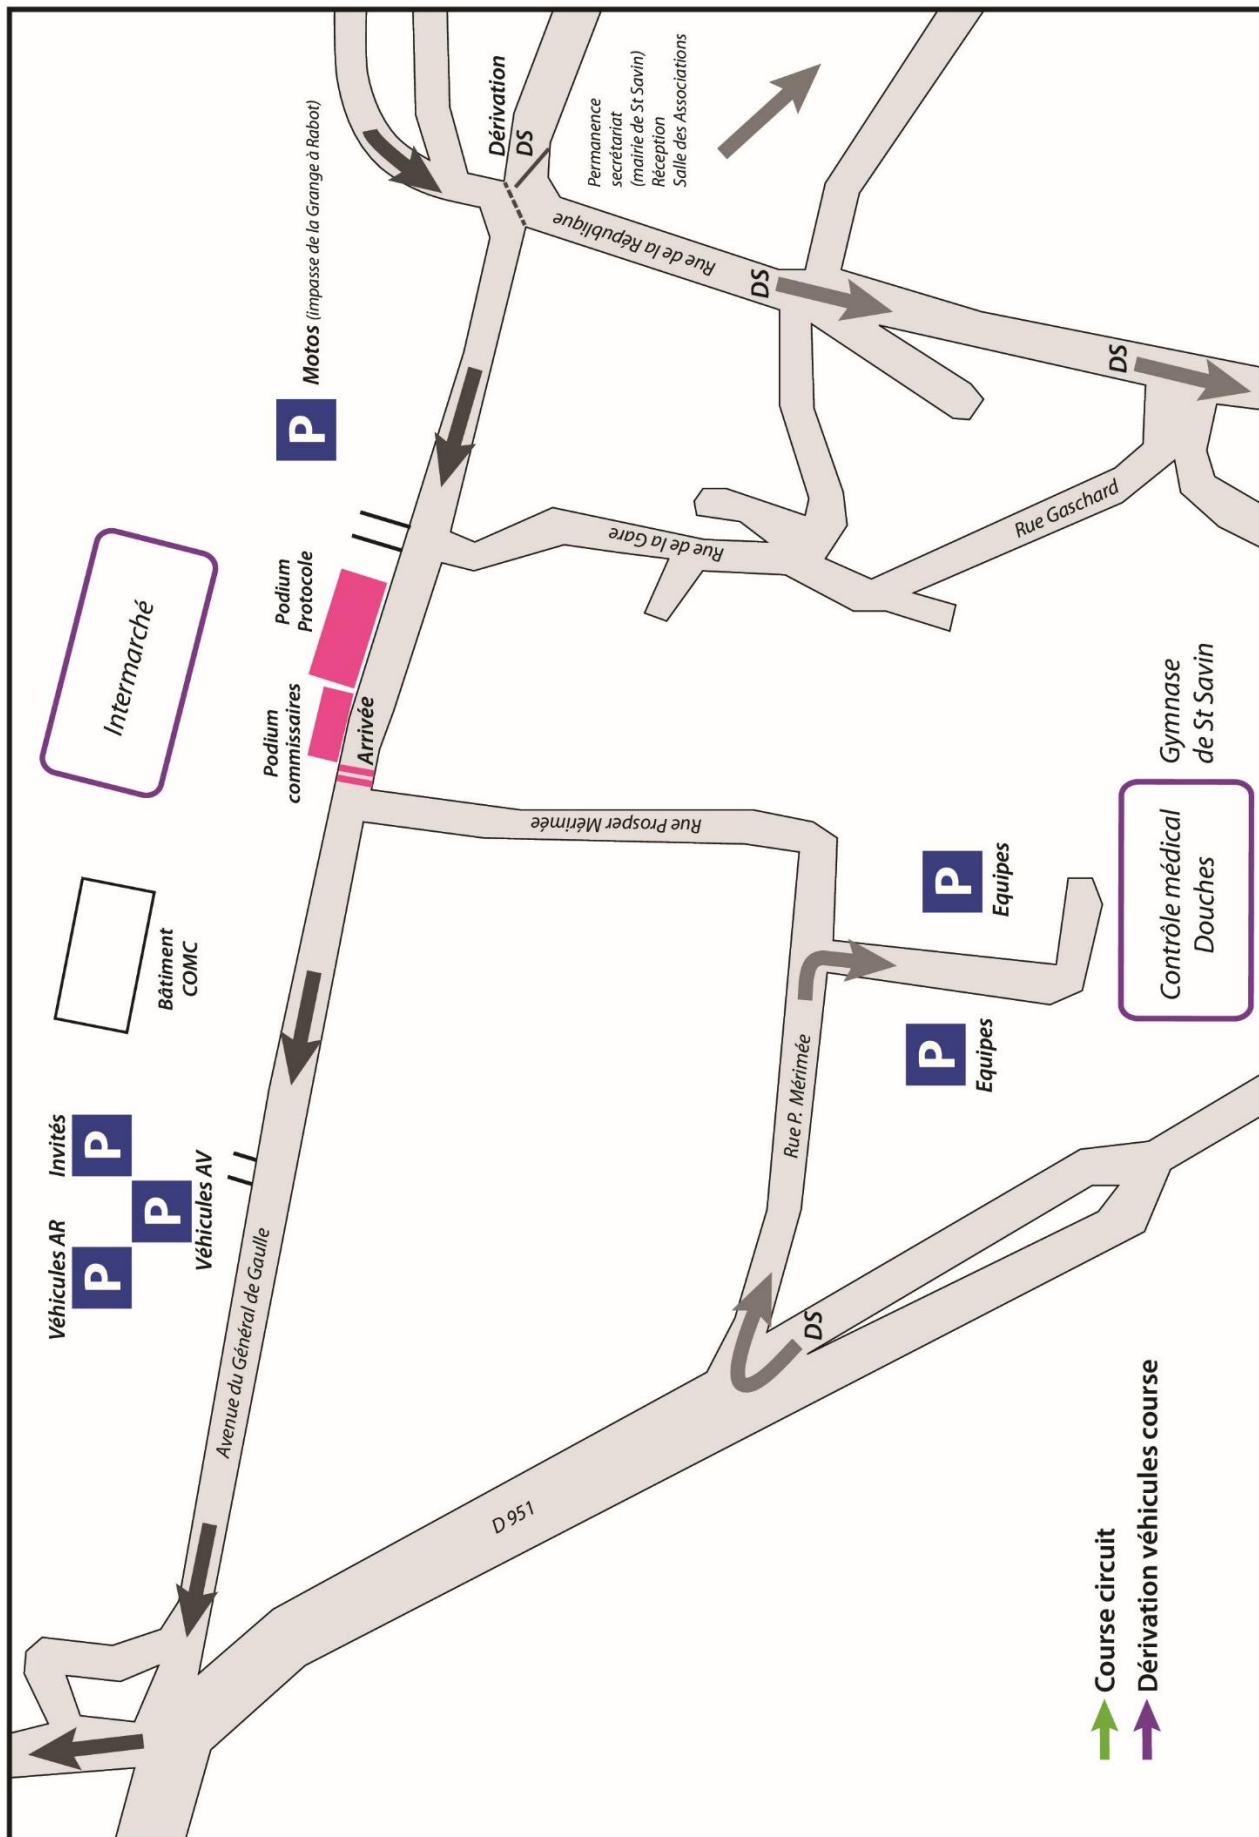 Intermarché
Bâtiment
COMC
Invités
P
Véhicules AR
P
P
Véhicules AV
Motos (impasse de la Grange à Rabot)
P
Podium
Protocole
Podium
commissaires
Arrivée
Dérivation
DS
Permanence
secrétariat
(mairie de St Savin)
Réception
Salle des Associations
Avenue du Général de Gaulle
Rue de la République
DS
DS
Rue de la Gare
Rue Gaschard
Rue Prosper Mérimée
Rue P. Mérimée
P
Equipes
P
Equipes
Gymnase
de St Savin
Contrôle médical
Douches
DS
D 951
Course circuit
Dérivation véhicules course